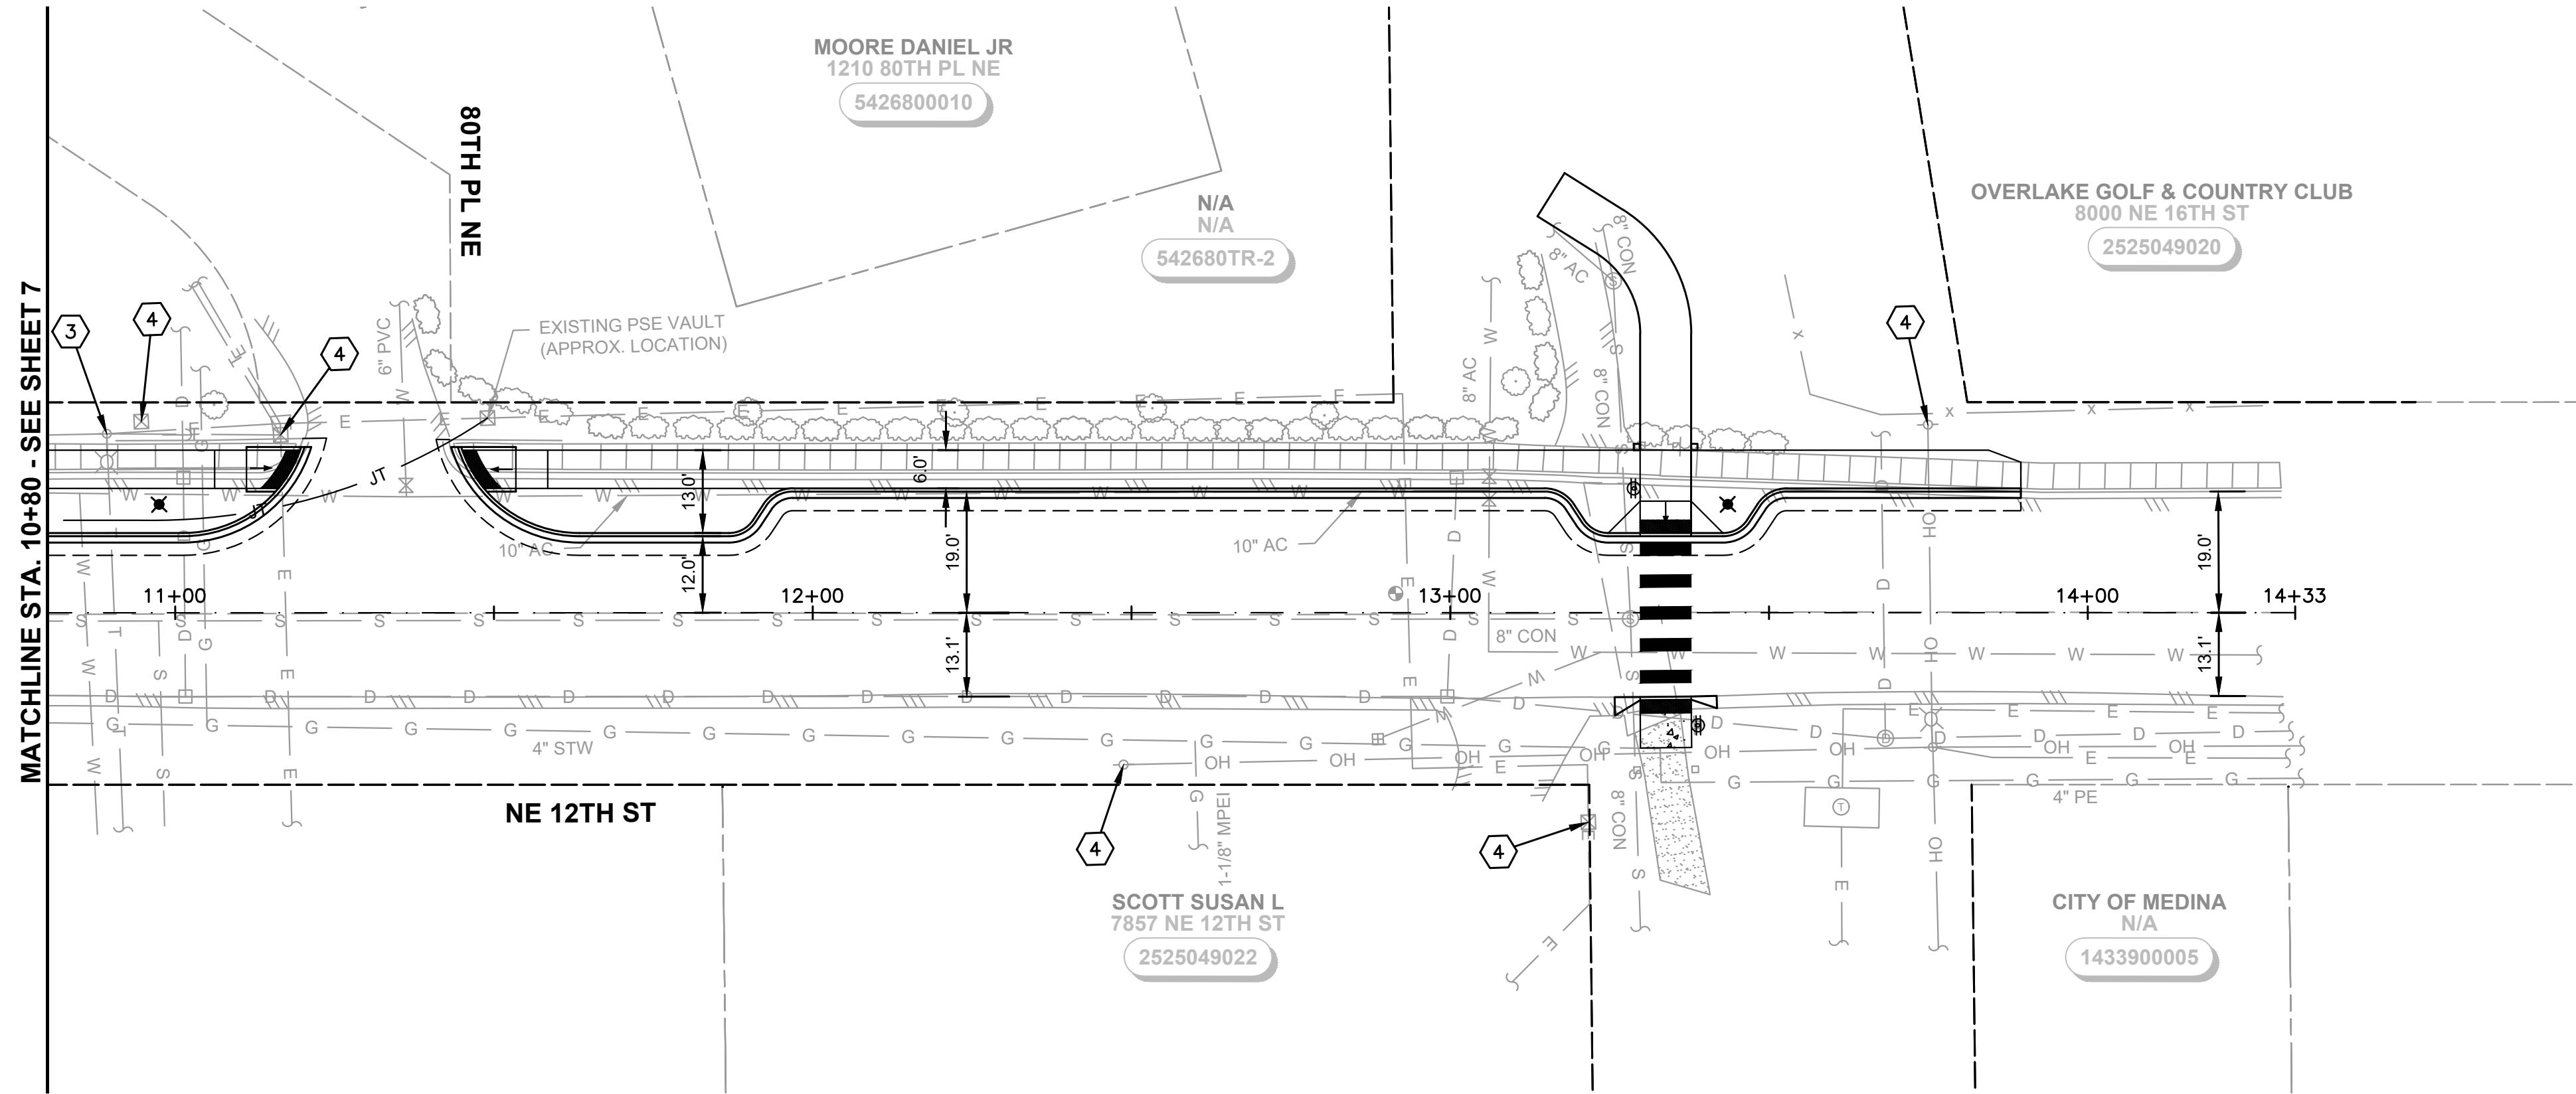 MOORE DANIEL JR
1210 80TH PL NE
5426800010
80TH PL NE
N/A
N/A
542680TR-2
OVERLAKE GOLF & COUNTRY CLUB
8000 NE 16TH ST
2525049020
MATCHLINE STA. 10+80 - SEE SHEET 7
3
4
4
4
EXISTING PSE VAULT
(APPROX. LOCATION)
6" PVC
8" AC
8" AC
8" CON
8" CON
JT
JT
13.0'
6.0'
12.0'
19.0'
13.1'
19.0'
13.1'
10" AC
10" AC
11+00
12+00
13+00
14+00
14+33
8" CON
4" STW
NE 12TH ST
1-1/8" MPEI
8" CON
4" PE
4
4
SCOTT SUSAN L
7857 NE 12TH ST
2525049022
CITY OF MEDINA
N/A
1433900005